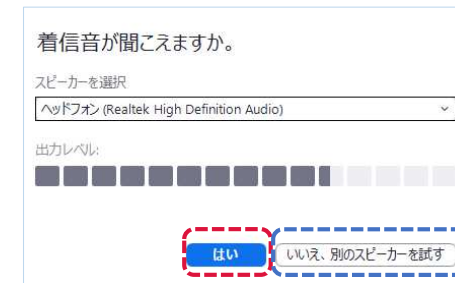 着信音が聞こえますか。
スピーカーを選択
ヘッドフォン (Realtek High Definition Audio)
出力レベル:
はい
いいえ、別のスピーカーを試す